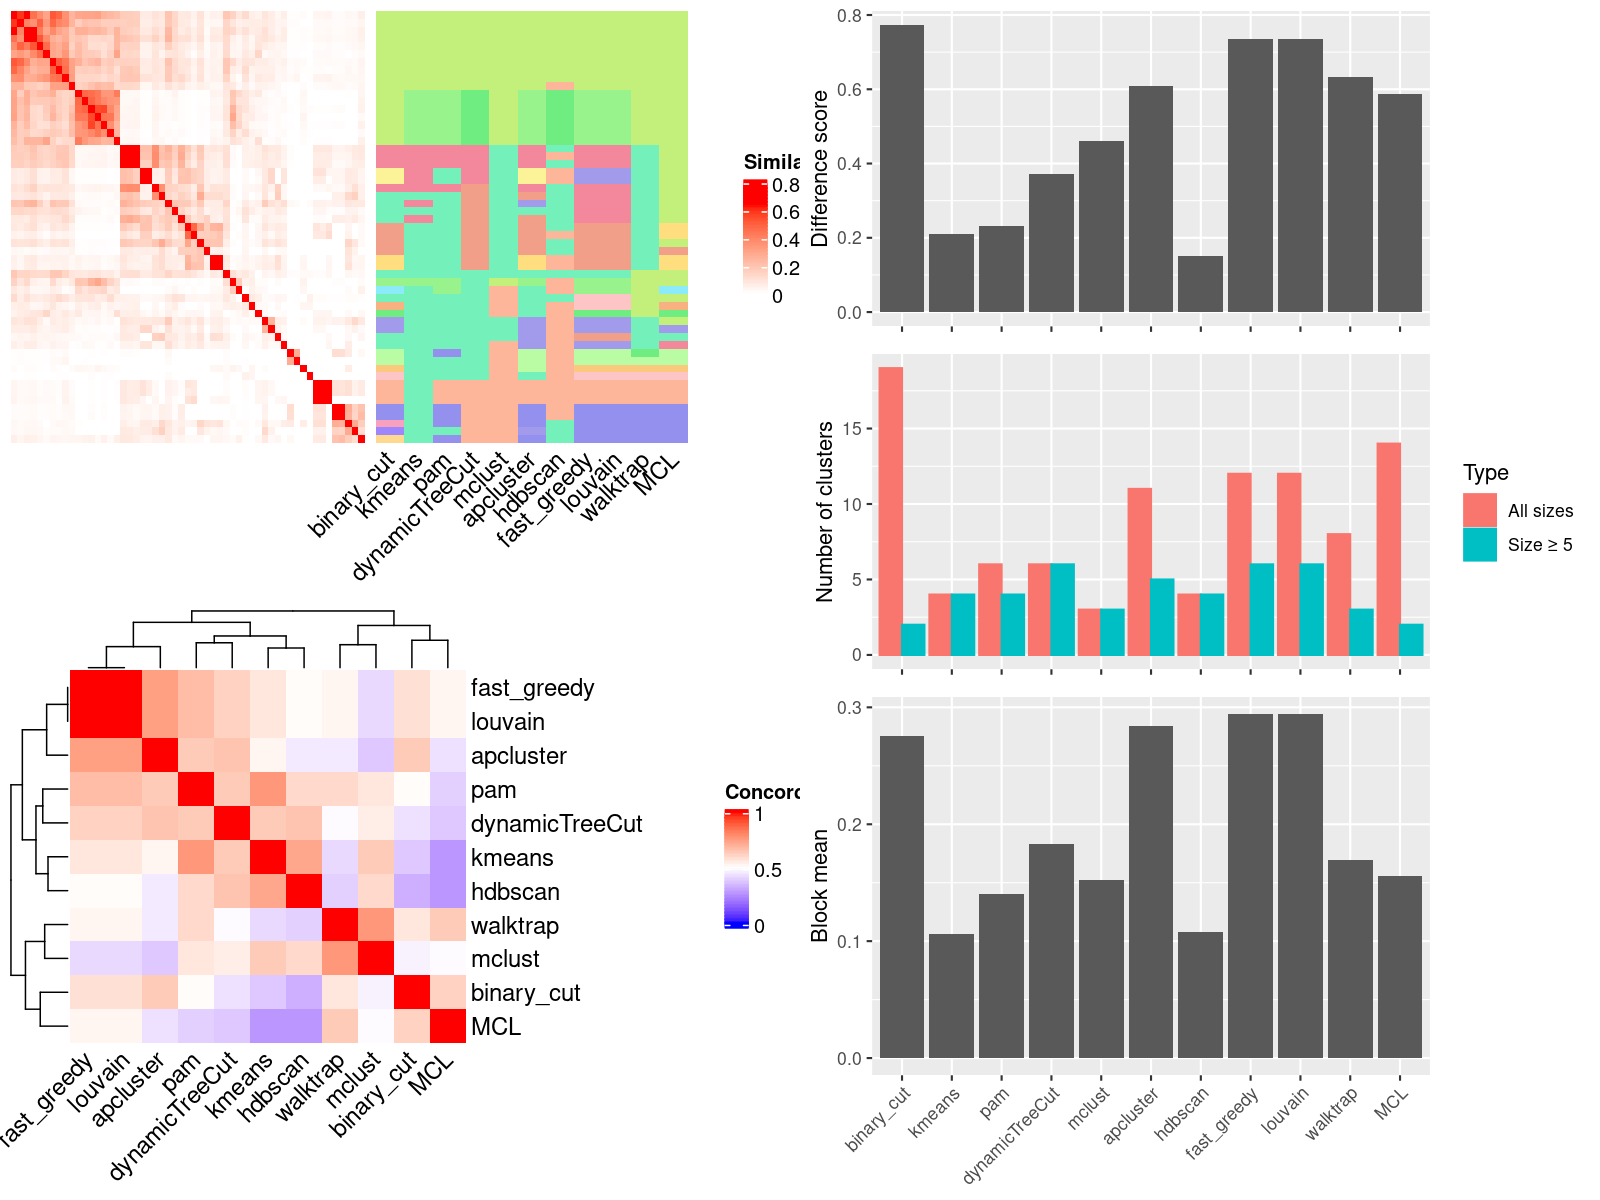 Simila
0.8
0.6
0.4
0.2
0
binary_cut
kmeans
pam
dynamicTreeCut
mclust
apcluster
hdbscan
fast_greedy
louvain
walktrap
MCL
fast_greedy
louvain
apcluster
pam
dynamicTreeCut
kmeans
hdbscan
walktrap
mclust
binary_cut
MCL
fast_greedy
louvain
apcluster
pam
dynamicTreeCut
kmeans
hdbscan
walktrap
mclust
binary_cut
MCL
Concord
1
0.5
0
Difference score
0.8
0.6
0.4
0.2
0.0
Number of clusters
15
10
5
0
Type
All sizes
Size ≥ 5
Block mean
0.3
0.2
0.1
0.0
binary_cut
kmeans
pam
dynamicTreeCut
mclust
apcluster
hdbscan
fast_greedy
louvain
walktrap
MCL